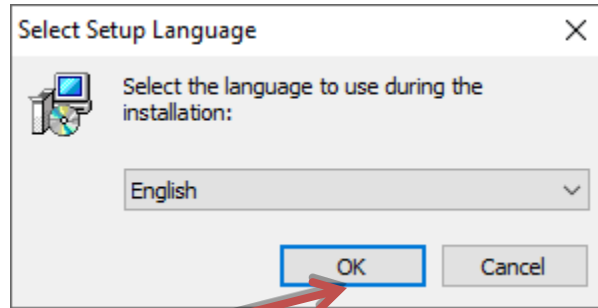 Select Setup Language
Select the language to use during the
installation:
English
OK
Cancel